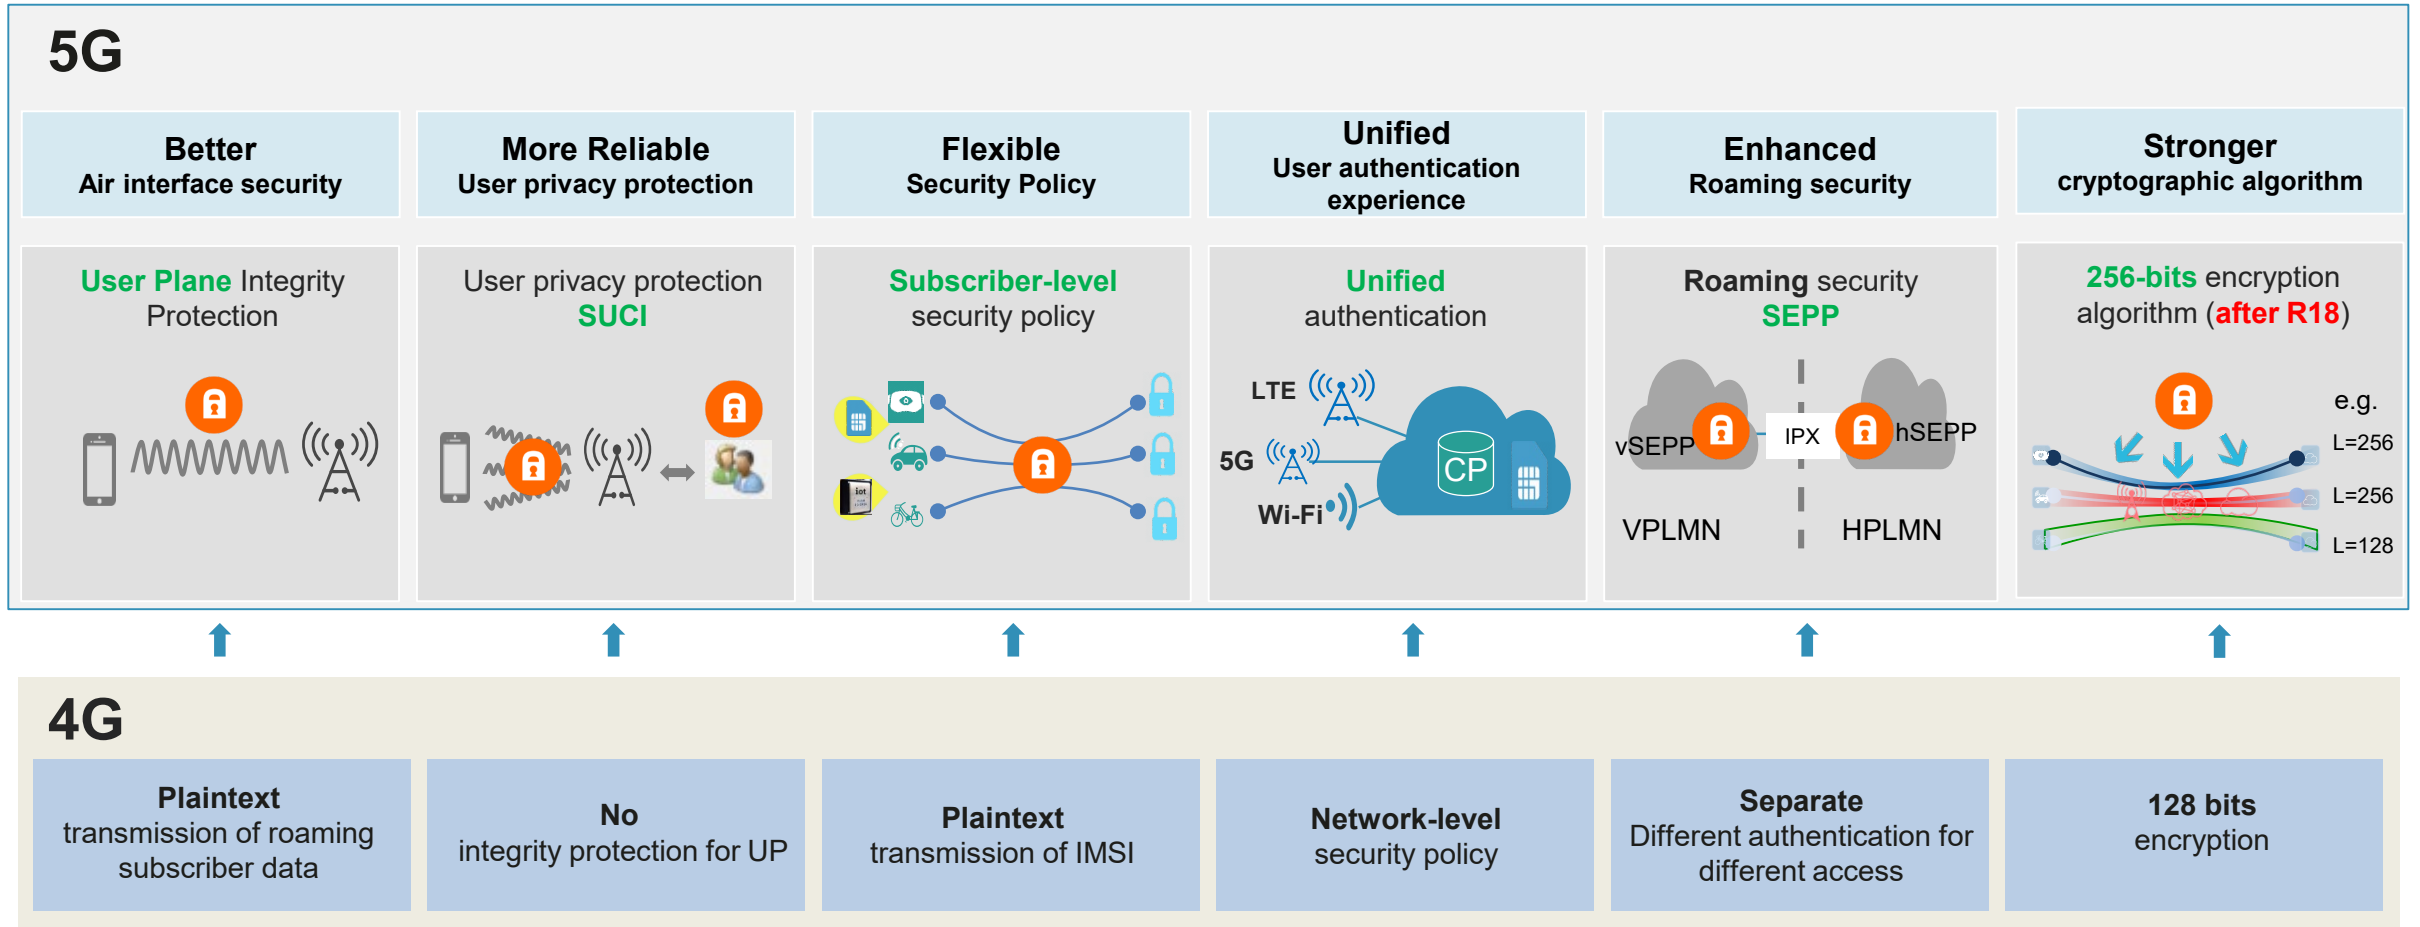 5G
Better
Air interface security
More Reliable
User privacy protection
Flexible
Security Policy
Unified
User authentication
experience
Enhanced
Roaming security
Stronger
cryptographic algorithm
User Plane Integrity
Protection
User privacy protection
SUCI
Subscriber-level
security policy
iot
Unified
authentication
LTE
5G
Wi-Fi
CP
Roaming security
SEPP
vSEPP
IPX
hSEPP
VPLMN
HPLMN
256-bits encryption
algorithm (after R18)
e.g.
L=256
L=256
L=128
4G
Plaintext
transmission of roaming
subscriber data
No
integrity protection for UP
Plaintext
transmission of IMSI
Network-level
security policy
Separate
Different authentication for
different access
128 bits
encryption